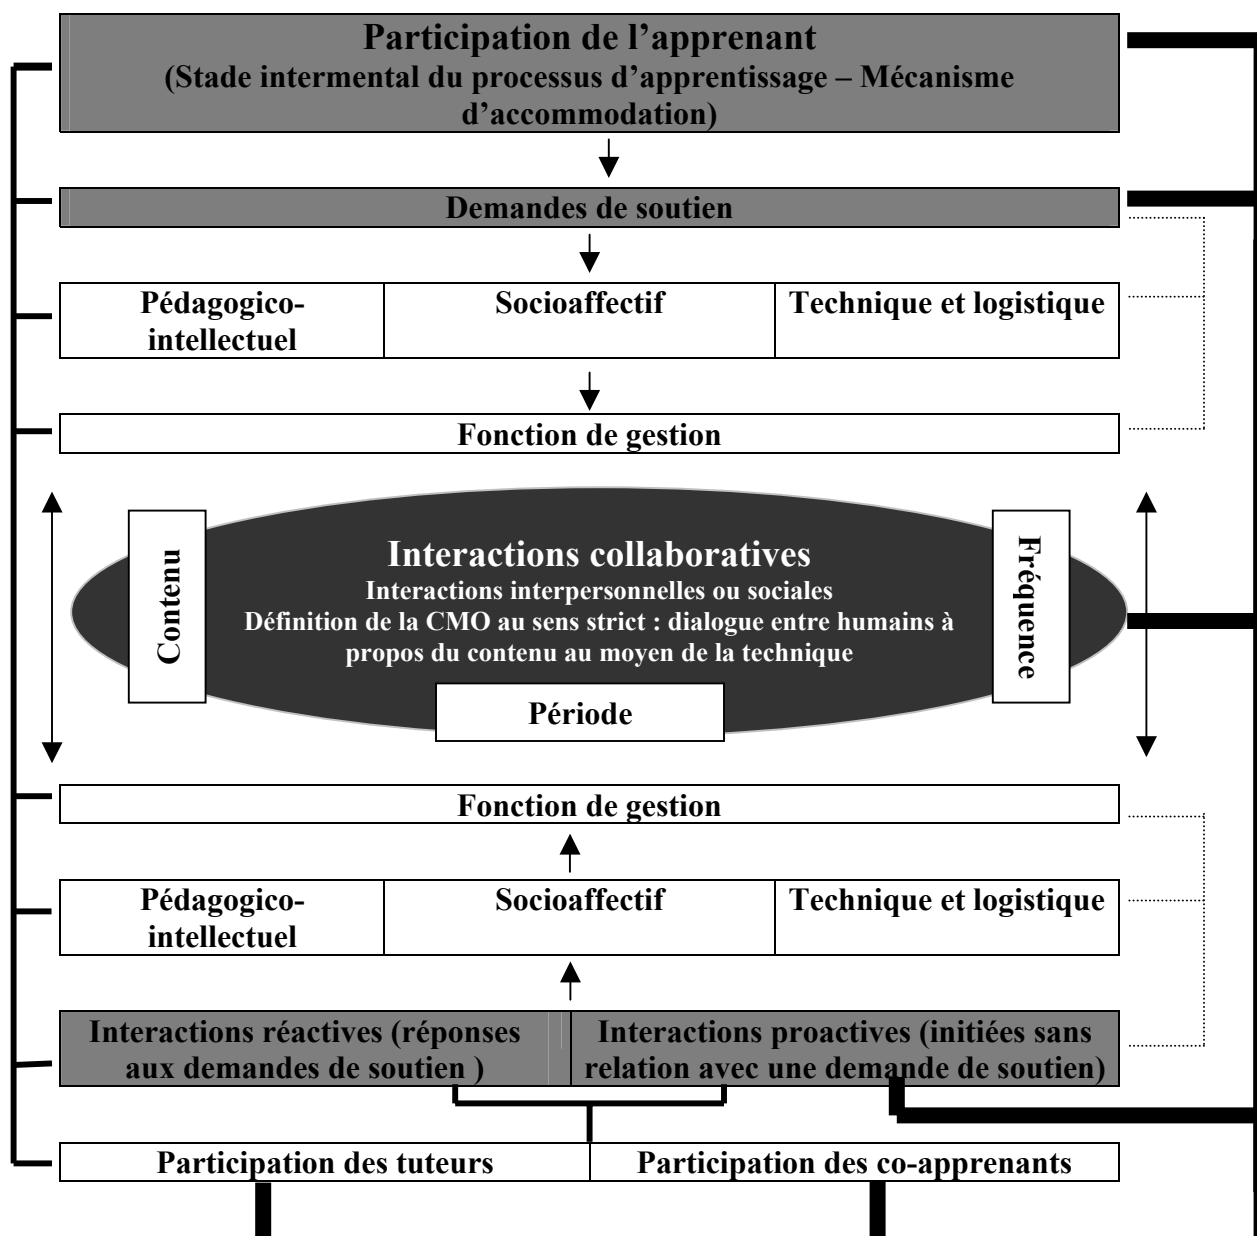 Participation de l’apprenant
(Stade intermental du processus d’apprentissage – Mécanisme
d’accommodation)
Demandes de soutien
Pédagogico-
intellectuel
Socioaffectif
Technique et logistique
Fonction de gestion
Contenu
Interactions collaboratives
Interactions interpersonnelles ou sociales
Définition de la CMO au sens strict : dialogue entre humains à
propos du contenu au moyen de la technique
Fréquence
Période
Fonction de gestion
Pédagogico-
intellectuel
Socioaffectif
Technique et logistique
Interactions réactives (réponses
aux demandes de soutien )
Interactions proactives (initiées sans
relation avec une demande de soutien)
Participation des tuteurs
Participation des co-apprenants